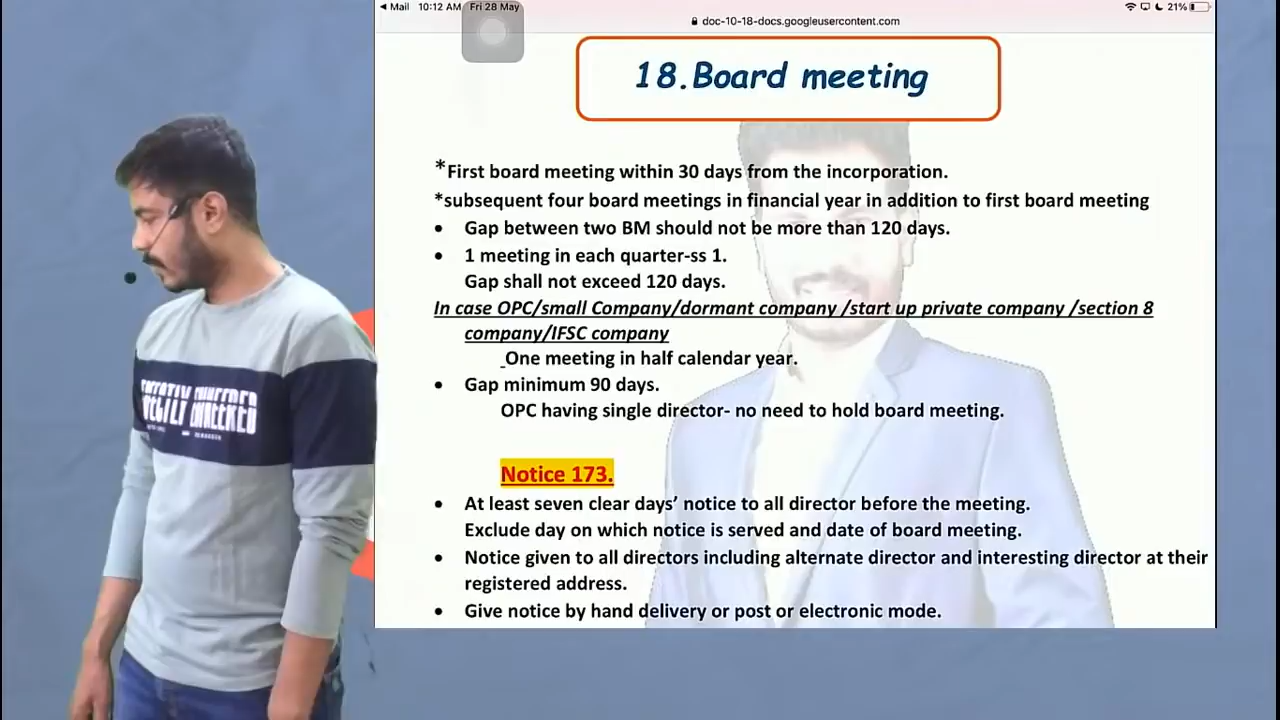 Mail 10:12 AM Fri 28 May 21%
doc-10-18-docs.googleusercontent.com
18.Board meeting
*First board meeting within 30 days from the incorporation.
*subsequent four board meetings in financial year in addition to first board meeting
• Gap between two BM should not be more than 120 days.
• 1 meeting in each quarter-ss 1.
Gap shall not exceed 120 days.
In case OPC/small Company/dormant company /start up private company /section 8
company/IFSC company
_One meeting in half calendar year.
• Gap minimum 90 days.
OPC having single director- no need to hold board meeting.
Notice 173.
• At least seven clear days’ notice to all director before the meeting.
Exclude day on which notice is served and date of board meeting.
• Notice given to all directors including alternate director and interesting director at their
registered address.
• Give notice by hand delivery or post or electronic mode.